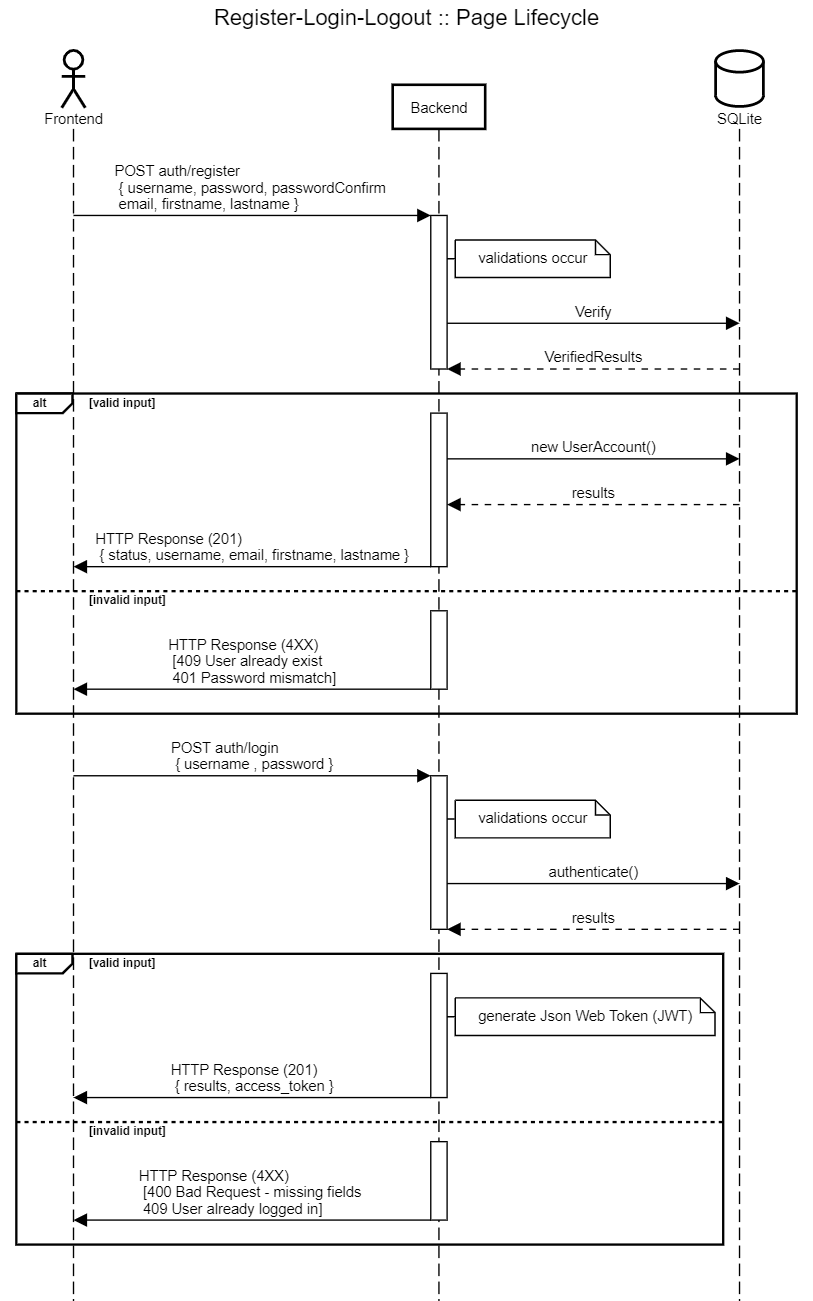 Register-Login-Logout :: Page Lifecycle
Frontend
Backend
SQLite
POST auth/register
{ username, password, passwordConfirm
email, firstname, lastname }
validations occur
Verify
VerifiedResults
alt
[valid input]
new UserAccount()
results
HTTP Response (201)
{ status, username, email, firstname, lastname }
[invalid input]
HTTP Response (4XX)
[409 User already exist
401 Password mismatch]
POST auth/login
{ username , password }
validations occur
authenticate()
results
alt
[valid input]
generate Json Web Token (JWT)
HTTP Response (201)
{ results, access_token }
[invalid input]
HTTP Response (4XX)
[400 Bad Request - missing fields
409 User already logged in]